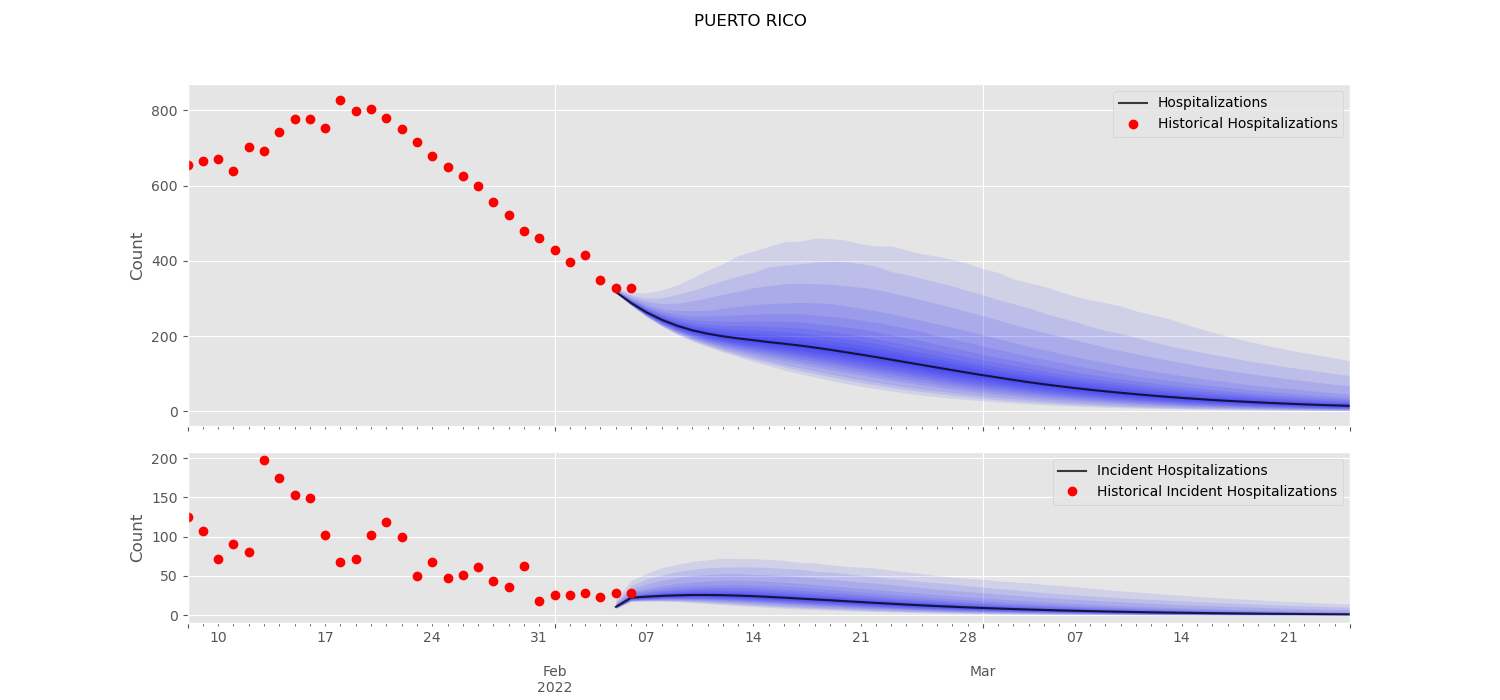 PUERTO RICO
800
600
400
200
0
Count
Hospitalizations
Historical Hospitalizations
200
150
100
50
0
Count
Incident Hospitalizations
Historical Incident Hospitalizations
10 17 24 31 07 14 21 28 07 14 21
Feb Mar
2022